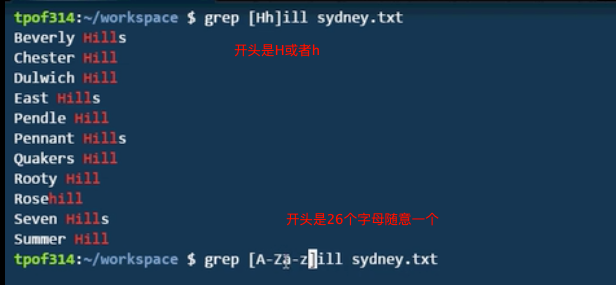 tpof314:~/workspace $ grep [Hh]ill sydney.txt
Beverly Hills
开头是H或者h
Chester Hill
Dulwich Hill
East Hills
Pendle Hill
Pennant Hills
Quakers Hill
Rooty Hill
Rosehill
开头是26个字母随意一个
Seven Hills
Summer Hill
tpof314:~/workspace $ grep [A-Za-z]ill sydney.txt